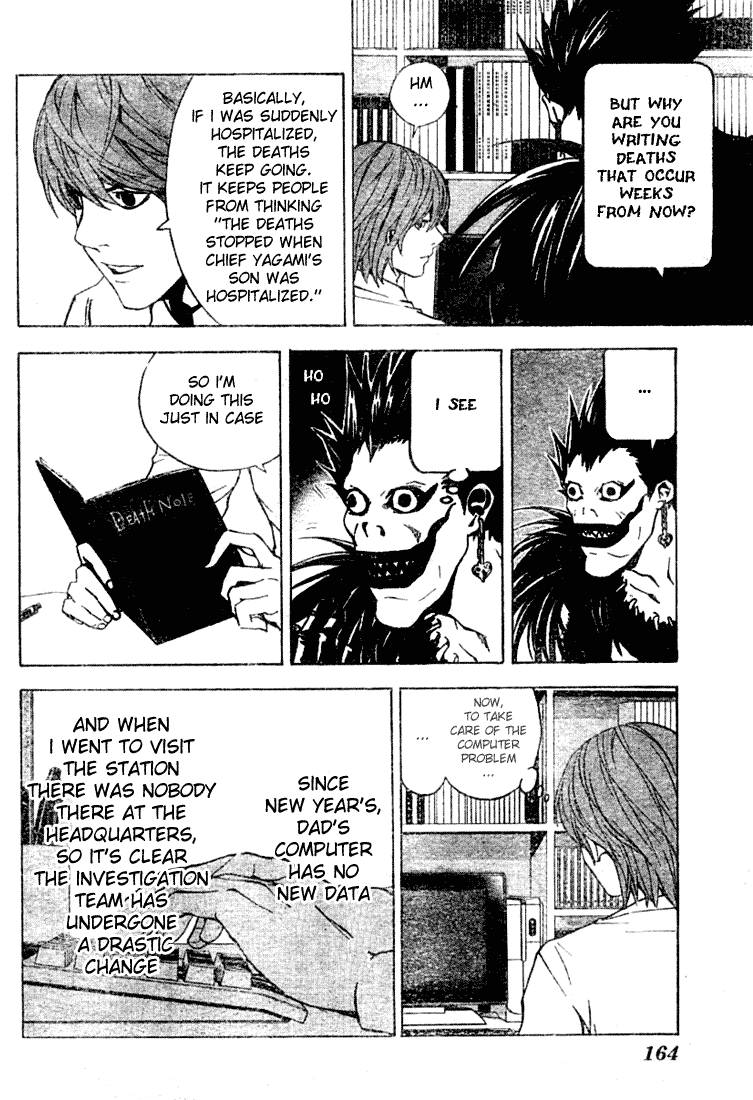 BUT WHY
ARE YOU
WRITING
DEATHS
THAT OCCUR
WEEKS
FROM NOW?
HM
...
BASICALLY,
IF I WAS SUDDENLY
HOSPITALIZED,
THE DEATHS
KEEP GOING.
IT KEEPS PEOPLE
FROM THINKING
"THE DEATHS
STOPPED WHEN
CHIEF YAGAMI'S
SON WAS
HOSPITALIZED."
...
I SEE
HO
HO
SO I'M
DOING THIS
JUST IN CASE
DEATH NOTE
NOW,
TO TAKE
CARE OF THE
COMPUTER
PROBLEM
...
...
SINCE
NEW YEAR'S,
DAD'S
COMPUTER
HAS NO
NEW DATA
AND WHEN
I WENT TO VISIT
THE STATION
THERE WAS NOBODY
THERE AT THE
HEADQUARTERS,
SO IT'S CLEAR
THE INVESTIGATION
TEAM HAS
UNDERGONE
A DRASTIC
CHANGE
164